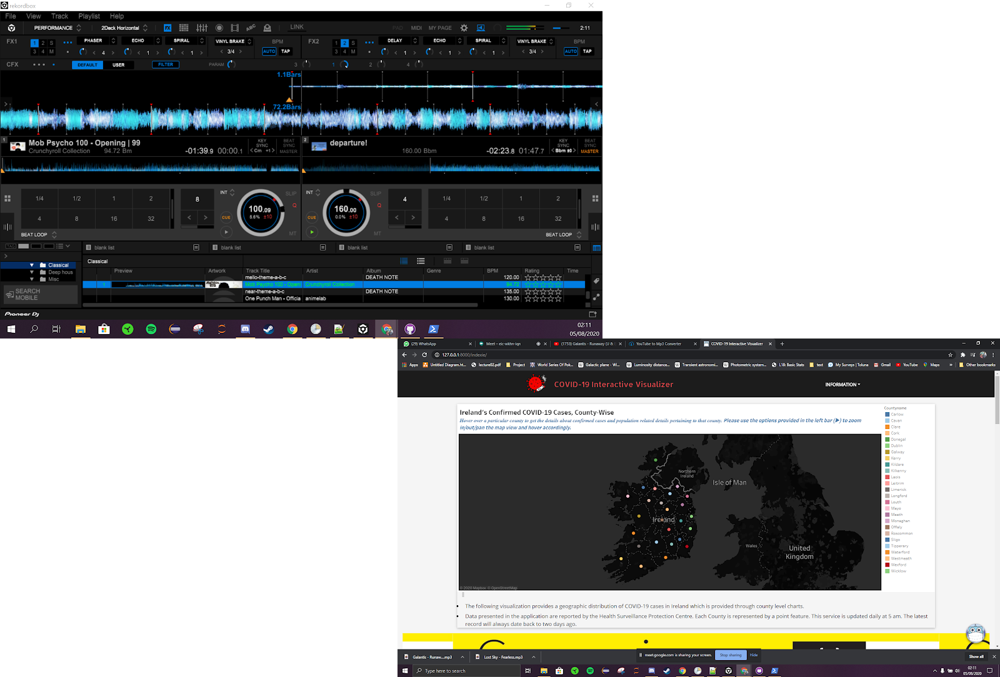 rekordbox
File View Track Playlist Help
PERFORMANCE 2Deck Horizontal FX LINK PAD MIDI MY PAGE 2:11
FX1 1 2 S PHASER ECHO SPIRAL VINYL BRAKE BPM FX2 1 2 S DELAY ECHO SPIRAL VINYL BRAKE BPM
3 4 M < 4 > < 1 > < 1 > < 3/4 > AUTO TAP 3 4 M < 1 > < 1 > < 1 > < 3/4 > AUTO TAP
CFX DEFAULT USER FILTER PARAM 3 1 2 4
1.1Bars
72.2Bars
1 Mob Psycho 100 - Opening | 99 KEY SYNC BEAT SYNC 2 departure! KEY SYNC BEAT SYNC
Crunchyroll Collection 94.72 Bm -01:39.9 00:00.1 < Cm +1 > MASTER 160.00 Bbm -02:23.8 01:47.7 < Bbm ±0 > MASTER
1/4 1/2 1 2 8 INT SLIP INT SLIP 4 1/4 1/2 1 2
100.09 Q 160.00 Q
4 8 16 32 < > CUE 5.6% ±10 CUE 0.0% ±10 < > 4 8 16 32
BEAT LOOP MT MT BEAT LOOP
TAG blank list blank list blank list blank list
Classical Classical
Deep hous Preview Artwork Track Title Artist Album Genre BPM Rating Time
Misc mello-theme-a-b-c DEATH NOTE 120.00
1 Mob Psycho 100 - Openi Crunchyroll Collection 94.72
SEARCH MOBILE near-theme-a-b-c DEATH NOTE 135.00
One Punch Man - Officia animelab 130.00
Pioneer Dj
02:11
05/08/2020
(29) WhatsApp Meet – eic-wkhn-iqn (1753) Galantis - Runaway (U & I YouTube to Mp3 Converter COVID-19 Interactive Visualizer
127.0.0.1:8000/indexie/
Apps Untitled Diagram.ht... lecture02.pdf Project World Series Of Pok... Galactic plane - Wi... Luminosity distance... Transient astronomi... Photometric system... L18: Basic Stats text My Surveys | Toluna Gmail YouTube Maps » Other bookmarks
COVID-19 Interactive Visualizer INFORMATION
Ireland's Confirmed COVID-19 Cases, County-Wise
Hover over a particular county to get the details about confirmed cases and population related details pertaining to that county. Please use the options provided in the left bar (▶) to zoom
in/out/pan the map view and hover accordingly.
Northern Ireland
Isle of Man
Ireland
Wales
United Kingdom
© 2020 Mapbox © OpenStreetMap
Countyname
Carlow
Cavan
Clare
Cork
Donegal
Dublin
Galway
Kerry
Kildare
Kilkenny
Laois
Leitrim
Limerick
Longford
Louth
Mayo
Meath
Monaghan
Offaly
Roscommon
Sligo
Tipperary
Waterford
Westmeath
Wexford
Wicklow
The following visualization provides a geographic distribution of COVID-19 cases in Ireland which is provided through county level charts.
Data presented in the application are reported by the Health Surveillance Protection Centre. Each County is represented by a point feature. This service is updated daily at 5 am. The latest
record will always date back to two days ago.
Galantis - Runaw....mp3 Lost Sky - Fearless.mp3 meet.google.com is sharing your screen. Stop sharing Hide Show all
Type here to search
02:11
05/08/2020